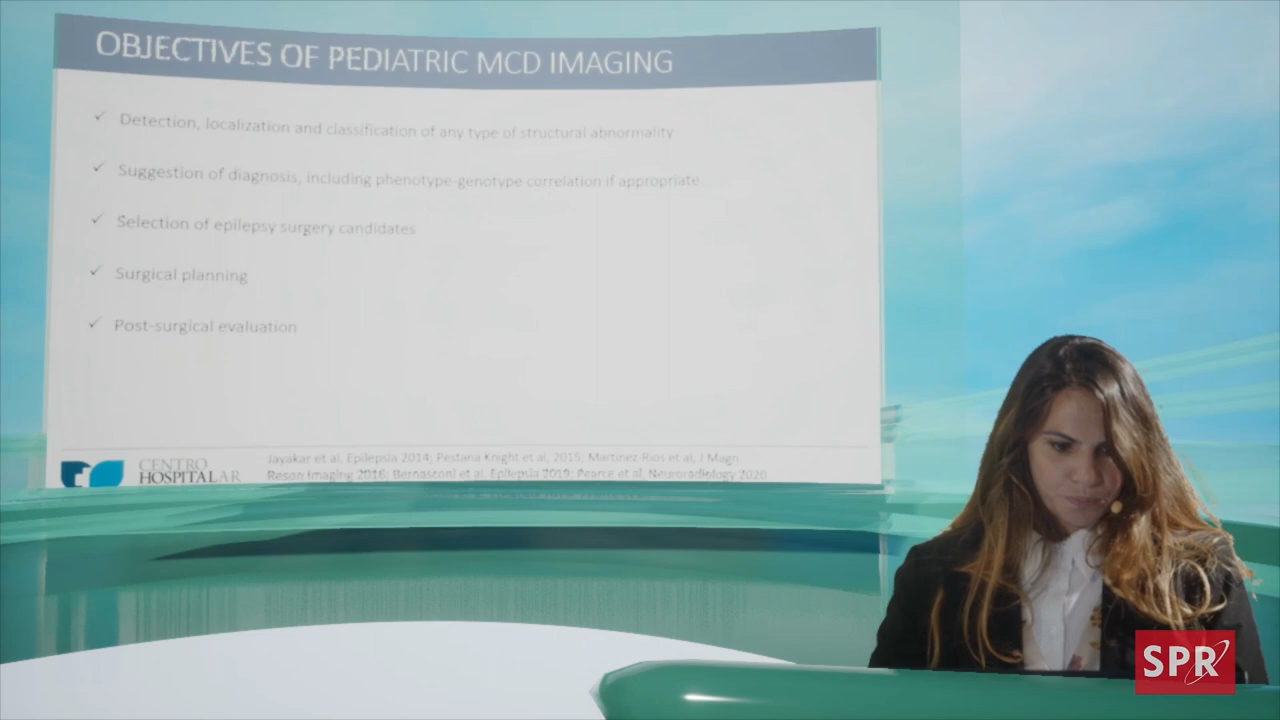 OBJECTIVES OF PEDIATRIC MCD IMAGING
✓ Detection, localization and classification of any type of structural abnormality
✓ Suggestion of diagnosis, including phenotype-genotype correlation if appropriate
✓ Selection of epilepsy surgery candidates
✓ Surgical planning
✓ Post-surgical evaluation
CENTRO
HOSPITALAR
Jayakar et al, Epilepsia 2014; Pestana Knight et al, 2015; Martinez-Rios et al, J Magn
Reson Imaging 2016; Bernasconi et al, Epilepsia 2019; Pearce et al, Neuroradiology 2020
SPR